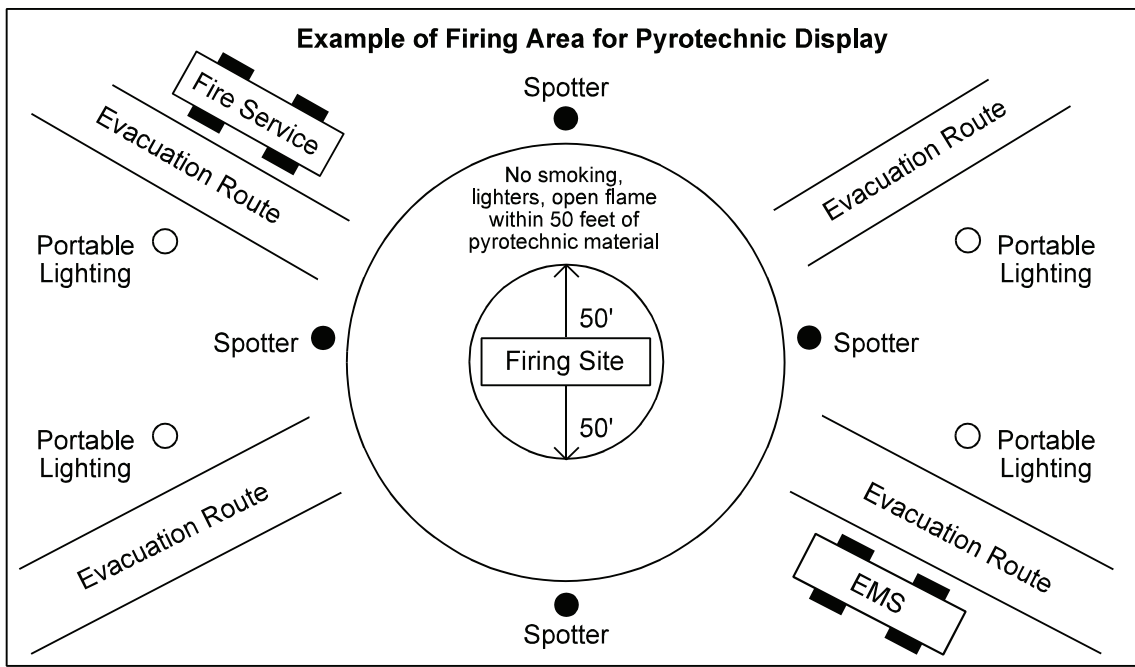 Example of Firing Area for Pyrotechnic Display
Fire Service
Spotter
Evacuation Route
Evacuation Route
No smoking,
lighters, open flame
within 50 feet of
pyrotechnic material
Portable
Lighting
Portable
Lighting
50'
Spotter
Firing Site
Spotter
50'
Portable
Lighting
Portable
Lighting
Evacuation Route
Evacuation Route
EMS
Spotter